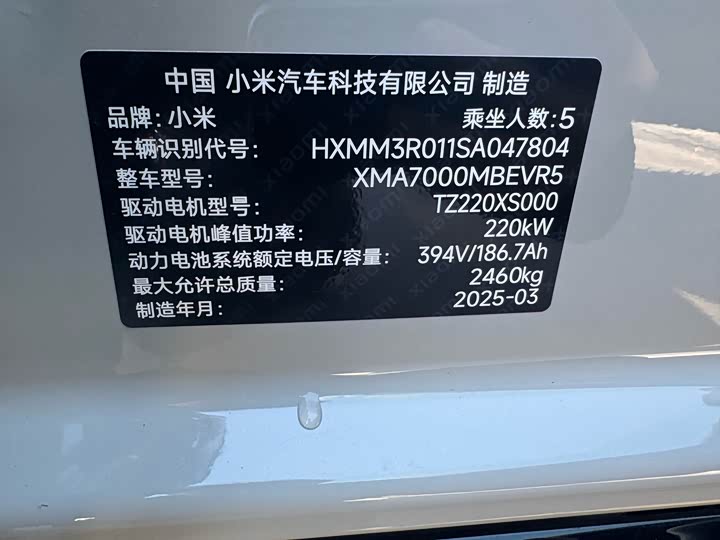 中国 小米汽车科技有限公司 制造
品牌:小米 乘坐人数:5
车辆识别代号: HXMM3R011SA047804
整车型号: XMA7000MBEVR5
驱动电机型号: TZ220XS000
驱动电机峰值功率: 220kW
动力电池系统额定电压/容量: 394V/186.7Ah
最大允许总质量: 2460kg
制造年月: 2025-03